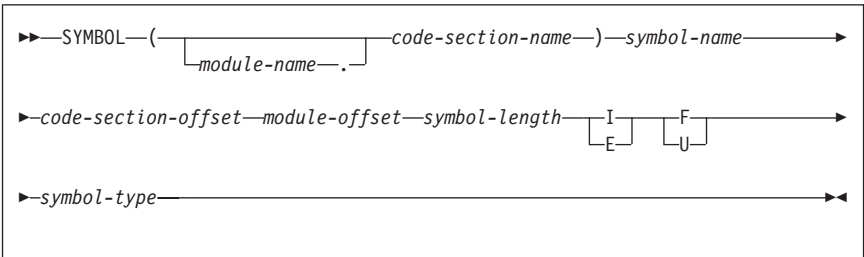 SYMBOL ( code-section-name ) symbol-name
module-name .
code-section-offset module-offset symbol-length I F
E U
symbol-type